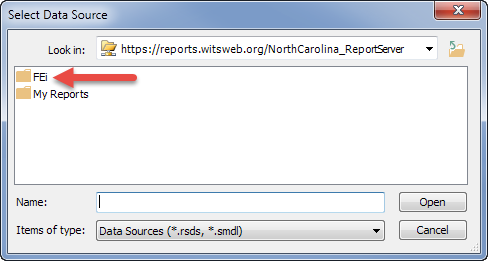 Select Data Source
Look in: https://reports.witsweb.org/NorthCarolina_ReportServer
FEi
My Reports
Name: Open
Items of type: Data Sources (*.rsds, *.smdl) Cancel